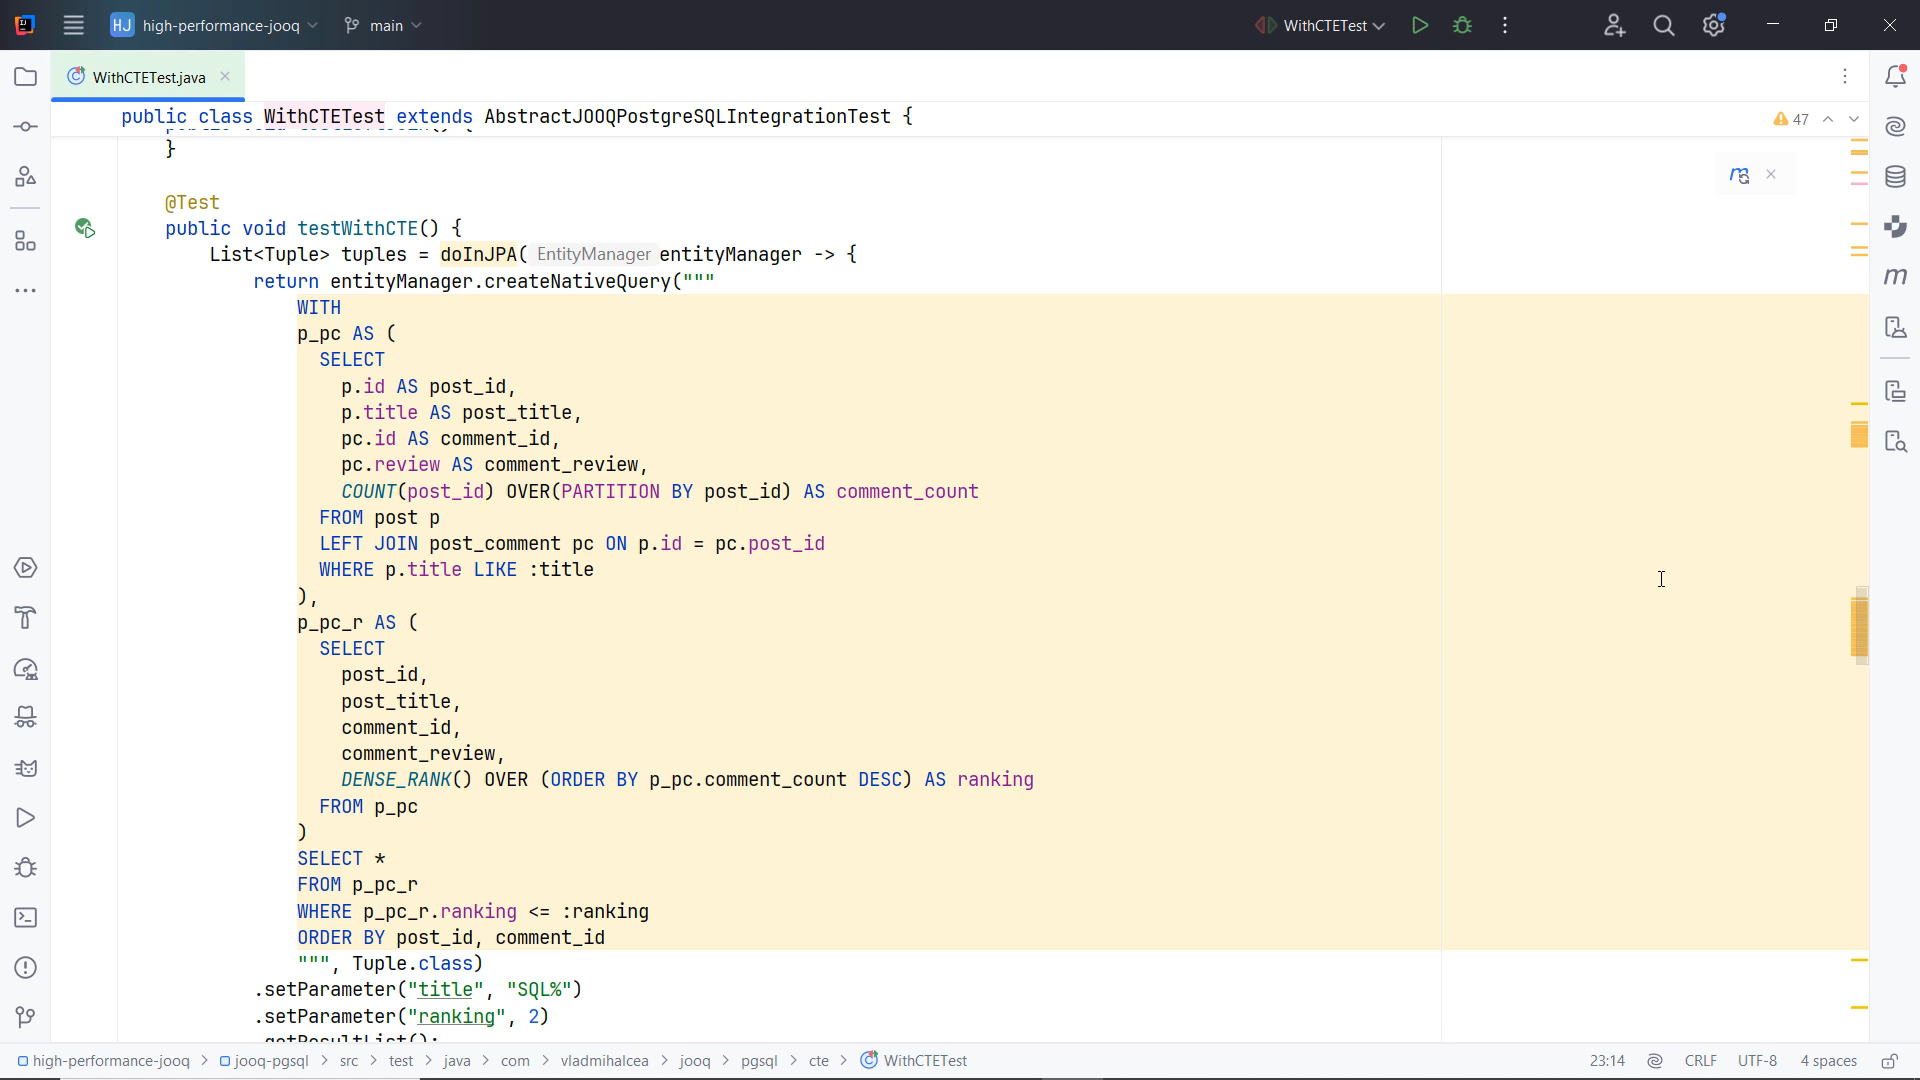 HJ high-performance-jooq main WithCTETest
WithCTETest.java
public class WithCTETest extends AbstractJOOQPostgreSQLIntegrationTest {
47
}
@Test
public void testWithCTE() {
List<Tuple> tuples = doInJPA( EntityManager entityManager -> {
return entityManager.createNativeQuery("""
WITH
p_pc AS (
SELECT
p.id AS post_id,
p.title AS post_title,
pc.id AS comment_id,
pc.review AS comment_review,
COUNT(post_id) OVER(PARTITION BY post_id) AS comment_count
FROM post p
LEFT JOIN post_comment pc ON p.id = pc.post_id
WHERE p.title LIKE :title
),
p_pc_r AS (
SELECT
post_id,
post_title,
comment_id,
comment_review,
DENSE_RANK() OVER (ORDER BY p_pc.comment_count DESC) AS ranking
FROM p_pc
)
SELECT *
FROM p_pc_r
WHERE p_pc_r.ranking <= :ranking
ORDER BY post_id, comment_id
""", Tuple.class)
.setParameter("title", "SQL%")
.setParameter("ranking", 2)
.getResultList();
high-performance-jooq > jooq-pgsql > src > test > java > com > vladmihalcea > jooq > pgsql > cte > WithCTETest 23:14 CRLF UTF-8 4 spaces